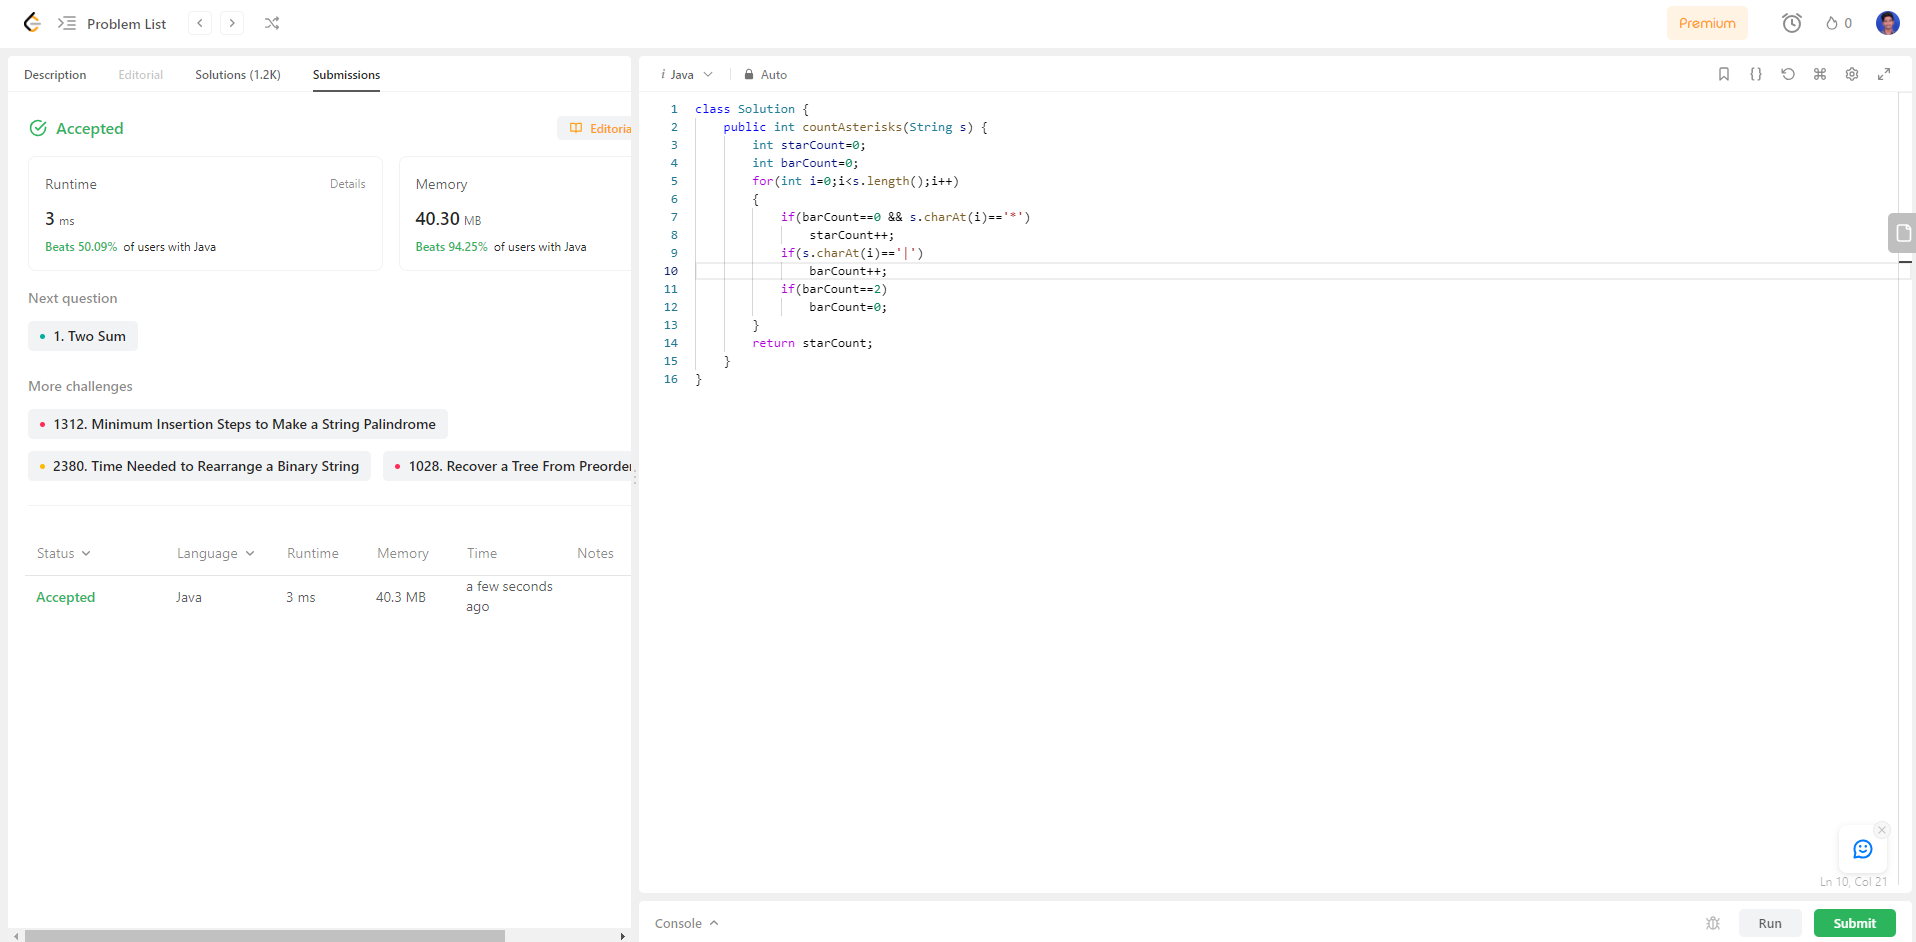 Problem List
Premium
0
Description Editorial Solutions (1.2K) Submissions
Accepted
Editoria
Runtime Details
3 ms
Beats 50.09% of users with Java
Memory
40.30 MB
Beats 94.25% of users with Java
Next question
1. Two Sum
More challenges
1312. Minimum Insertion Steps to Make a String Palindrome
2380. Time Needed to Rearrange a Binary String
1028. Recover a Tree From Preorder
Status Language Runtime Memory Time Notes
Accepted Java 3 ms 40.3 MB a few seconds
ago
i Java Auto
1 class Solution {
2 public int countAsterisks(String s) {
3 int starCount=0;
4 int barCount=0;
5 for(int i=0;i<s.length();i++)
6 {
7 if(barCount==0 && s.charAt(i)=='*')
8 starCount++;
9 if(s.charAt(i)=='|')
10 barCount++;
11 if(barCount==2)
12 barCount=0;
13 }
14 return starCount;
15 }
16 }
Ln 10, Col 21
Console Run Submit